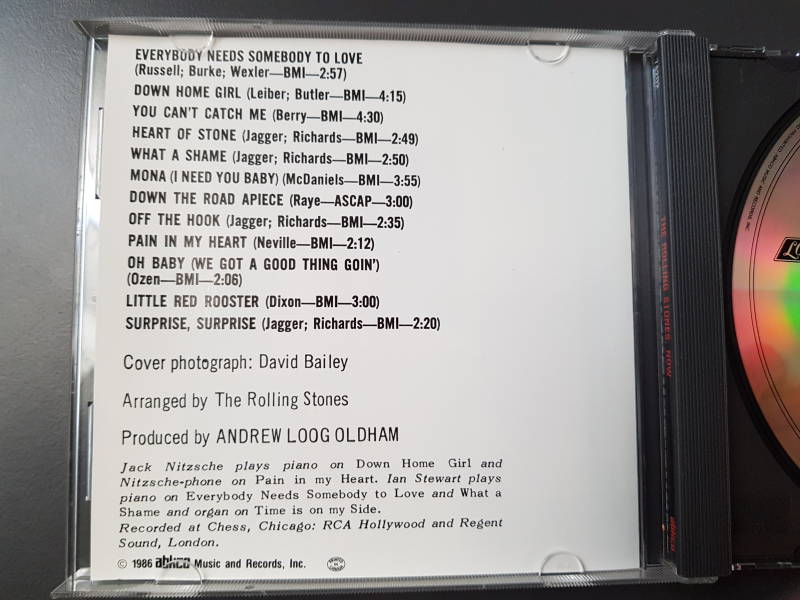 EVERYBODY NEEDS SOMEBODY TO LOVE
(Russell; Burke; Wexler—BMI—2:57)
DOWN HOME GIRL (Leiber; Butler—BMI—4:15)
YOU CAN'T CATCH ME (Berry—BMI—4:30)
HEART OF STONE (Jagger; Richards—BMI—2:49)
WHAT A SHAME (Jagger; Richards—BMI—2:50)
MONA (I NEED YOU BABY) (McDaniels—BMI—3:55)
DOWN THE ROAD APIECE (Raye—ASCAP—3:00)
OFF THE HOOK (Jagger; Richards—BMI—2:35)
PAIN IN MY HEART (Neville—BMI—2:12)
OH BABY (WE GOT A GOOD THING GOIN')
(Ozen—BMI—2:06)
LITTLE RED ROOSTER (Dixon—BMI—3:00)
SURPRISE, SURPRISE (Jagger; Richards—BMI—2:20)
Cover photograph: David Bailey
Arranged by The Rolling Stones
Produced by ANDREW LOOG OLDHAM
Jack Nitzsche plays piano on Down Home Girl and
Nitzsche-phone on Pain in my Heart. Ian Stewart plays
piano on Everybody Needs Somebody to Love and What a
Shame and organ on Time is on my Side.
Recorded at Chess, Chicago: RCA Hollywood and Regent
Sound, London.
© 1986 abkco Music and Records, Inc.
THE ROLLING STONES, NOW
abkco